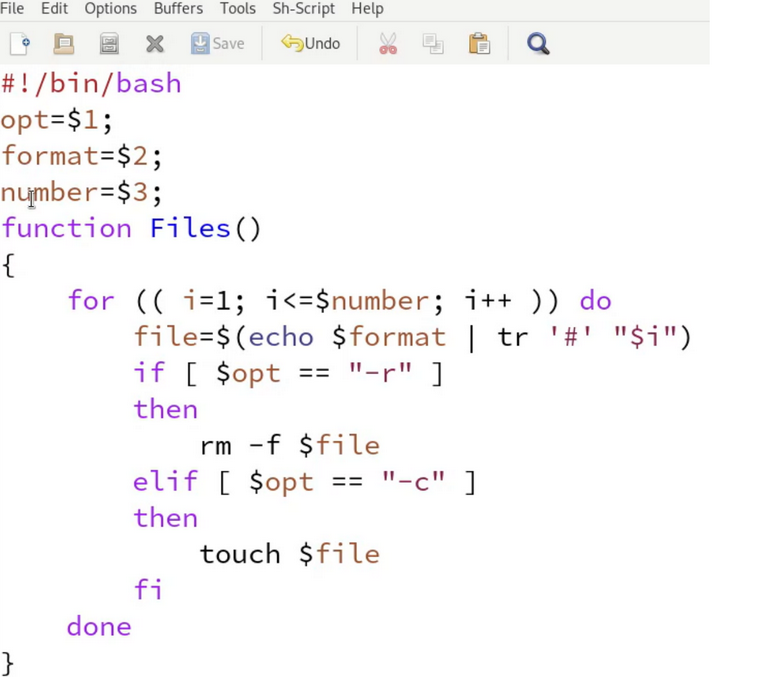 File Edit Options Buffers Tools Sh-Script Help
Save Undo
#!/bin/bash
opt=$1;
format=$2;
number=$3;
function Files()
{
for (( i=1; i<=$number; i++ )) do
file=$(echo $format | tr '#' "$i")
if [ $opt == "-r" ]
then
rm -f $file
elif [ $opt == "-c" ]
then
touch $file
fi
done
}